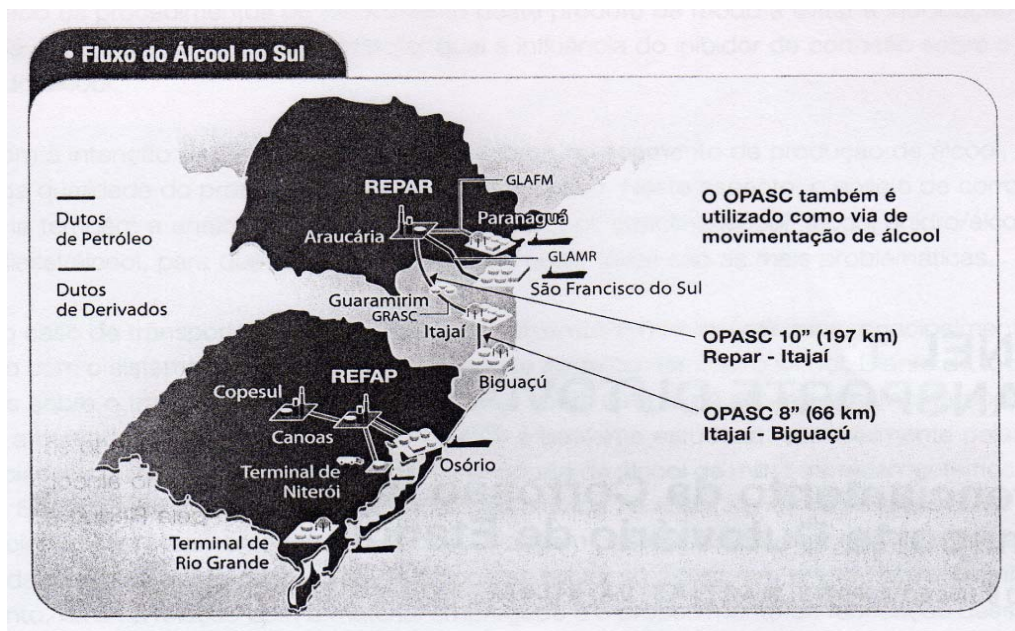 • Fluxo do Álcool no Sul
REPAR
GLAFM
Paranaguá
Araucária
GLAMR
São Francisco do Sul
Guaramirim
GRASC
Itajaí
Biguaçú
REFAP
Copesul
Canoas
Osório
Terminal de
Niterói
Terminal de
Rio Grande
Dutos
de Petróleo
Dutos
de Derivados
O OPASC também é
utilizado como via de
movimentação de álcool
OPASC 10” (197 km)
Repar - Itajaí
OPASC 8” (66 km)
Itajaí - Biguaçú